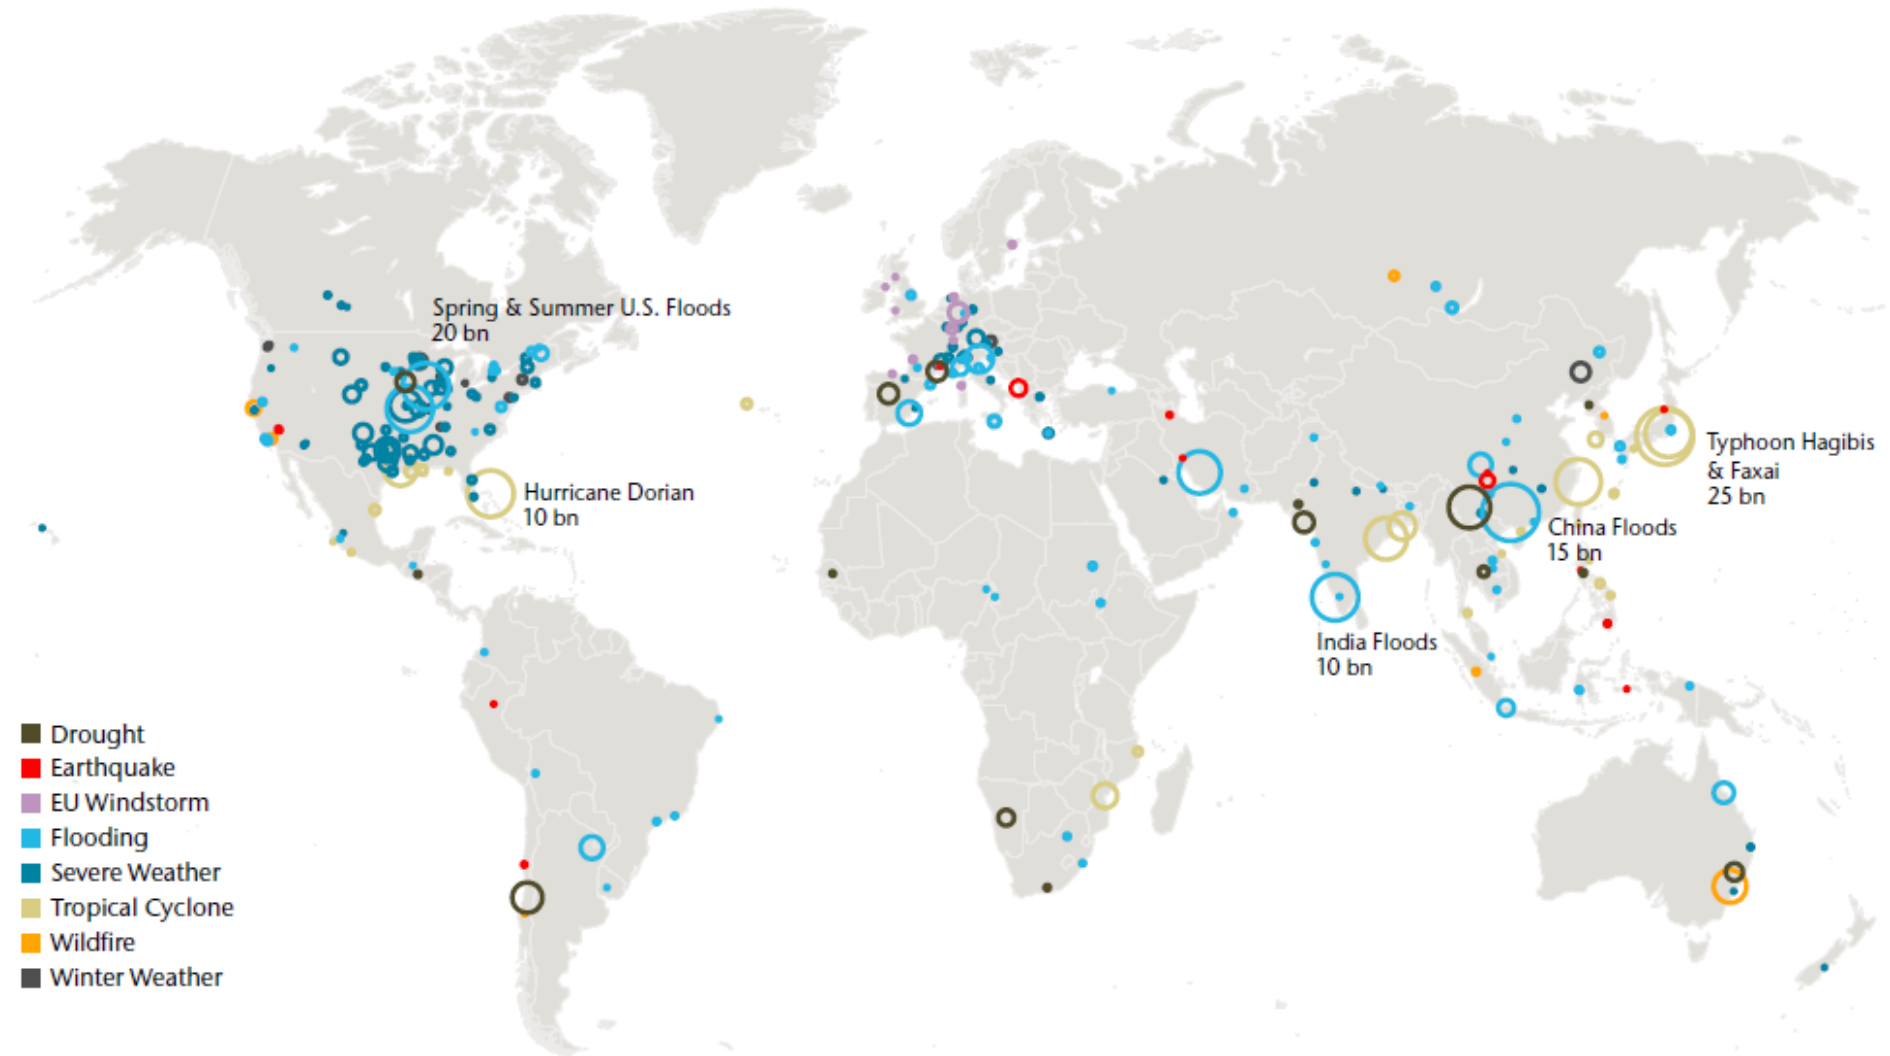 Spring & Summer U.S. Floods
20 bn
Typhoon Hagibis
& Faxai
25 bn
Hurricane Dorian
10 bn
China Floods
15 bn
India Floods
10 bn
Drought
Earthquake
EU Windstorm
Flooding
Severe Weather
Tropical Cyclone
Wildfire
Winter Weather